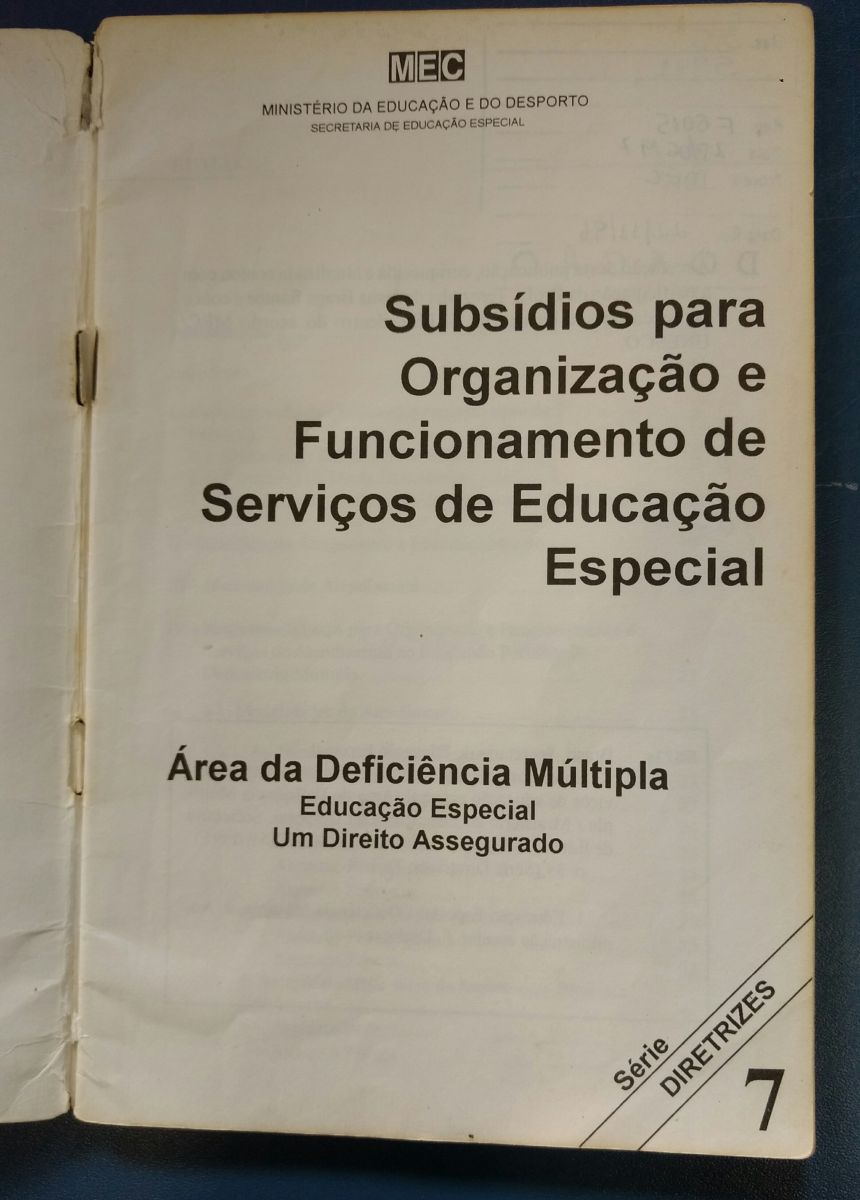 MEC
MINISTÉRIO DA EDUCAÇÃO E DO DESPORTO
SECRETARIA DE EDUCAÇÃO ESPECIAL
Subsídios para
Organização e
Funcionamento de
Serviços de Educação
Especial
Área da Deficiência Múltipla
Educação Especial
Um Direito Assegurado
Série
DIRETRIZES
7